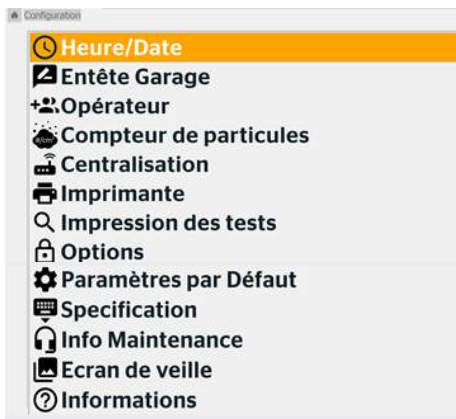 Configuration
Heure/Date
Entête Garage
Opérateur
#/cm³
Compteur de particules
Centralisation
Imprimante
Impression des tests
Options
Paramètres par Défaut
Specification
Info Maintenance
Ecran de veille
Informations